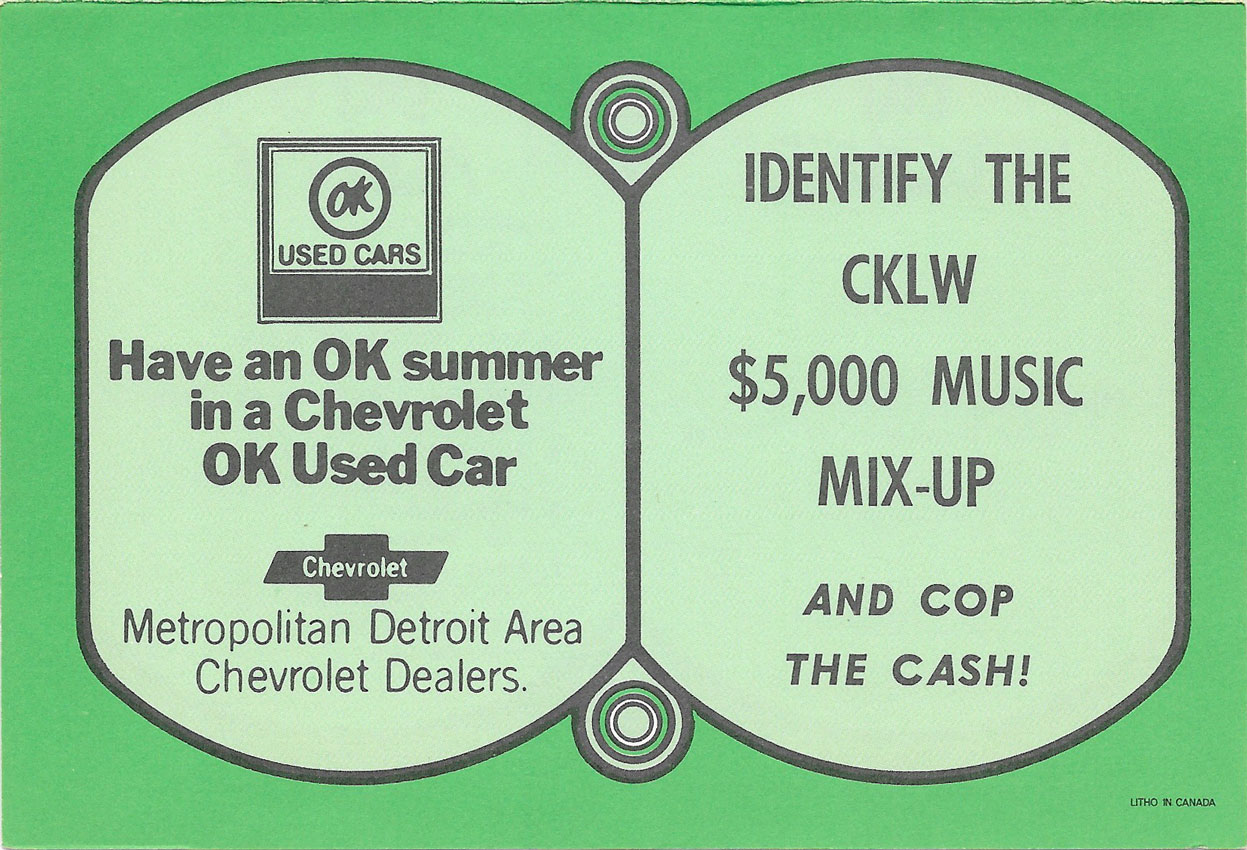 OK
USED CARS
Have an OK summer
in a Chevrolet
OK Used Car
Chevrolet
Metropolitan Detroit Area
Chevrolet Dealers.
IDENTIFY THE
CKLW
$5,000 MUSIC
MIX-UP
AND COP
THE CASH!
LITHO IN CANADA